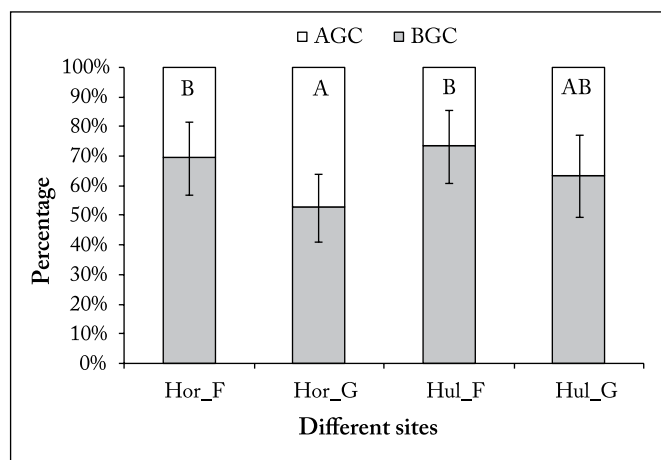 AGC BGC
100%
90%
80%
70%
60%
50%
40%
30%
20%
10%
0%
Percentage
B A B AB
Hor_F Hor_G Hul_F Hul_G
Different sites